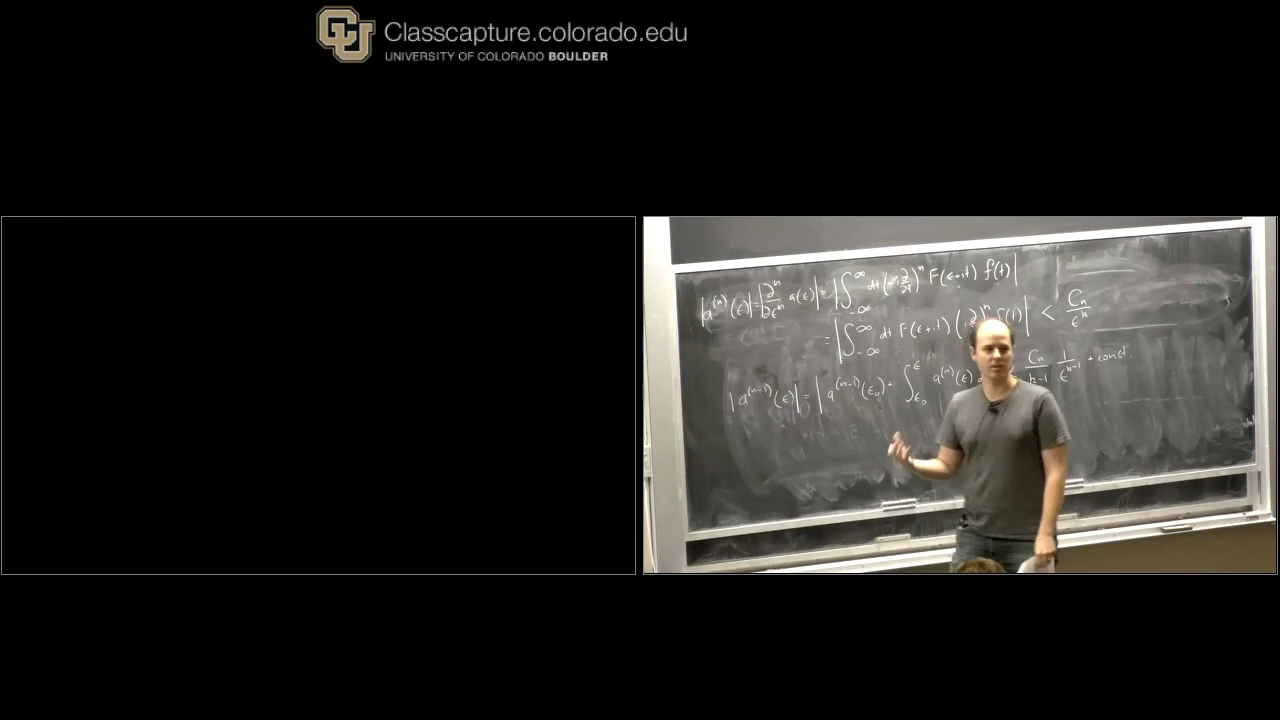 Classcapture.colorado.edu
UNIVERSITY OF COLORADO BOULDER
|a^(n)(ε)| = |∂^n/∂ε^n a(ε)| = |∫_{-∞}^{∞} dt (-i ∂/∂t)^n F(ε+it) f(t)|
= |∫_{-∞}^{∞} dt F(ε+it) (i ∂/∂t)^n f(t)| < C_n/ε^k
|a^(n-1)(ε)| = |a^(n-1)(ε_0) + ∫_{ε_0}^{ε} a^(n)(ε) C_n/(k-1) 1/ε^{k-1} + const.